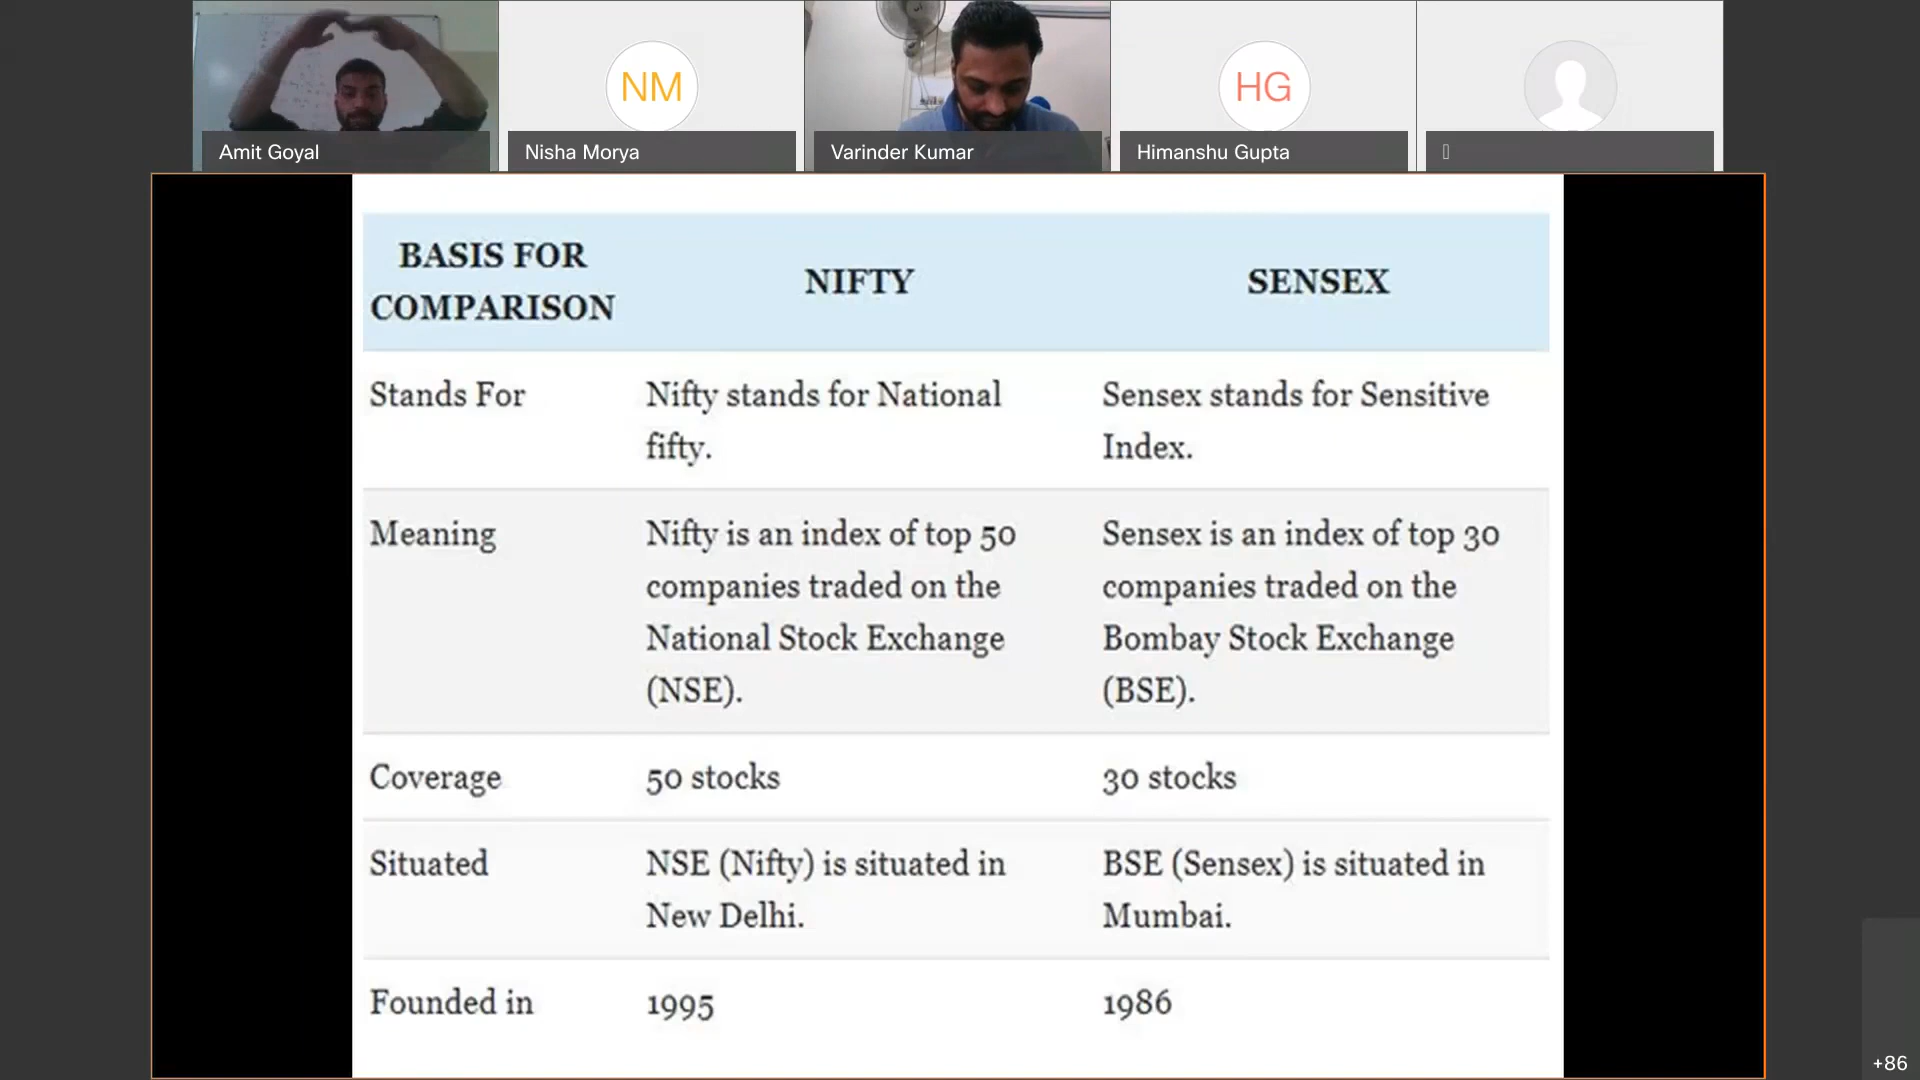 NM
HG
Amit Goyal
Nisha Morya
Varinder Kumar
Himanshu Gupta
BASIS FOR
COMPARISON
NIFTY
SENSEX
Stands For
Nifty stands for National
fifty.
Sensex stands for Sensitive
Index.
Meaning
Nifty is an index of top 50
companies traded on the
National Stock Exchange
(NSE).
Sensex is an index of top 30
companies traded on the
Bombay Stock Exchange
(BSE).
Coverage
50 stocks
30 stocks
Situated
NSE (Nifty) is situated in
New Delhi.
BSE (Sensex) is situated in
Mumbai.
Founded in
1995
1986
+86